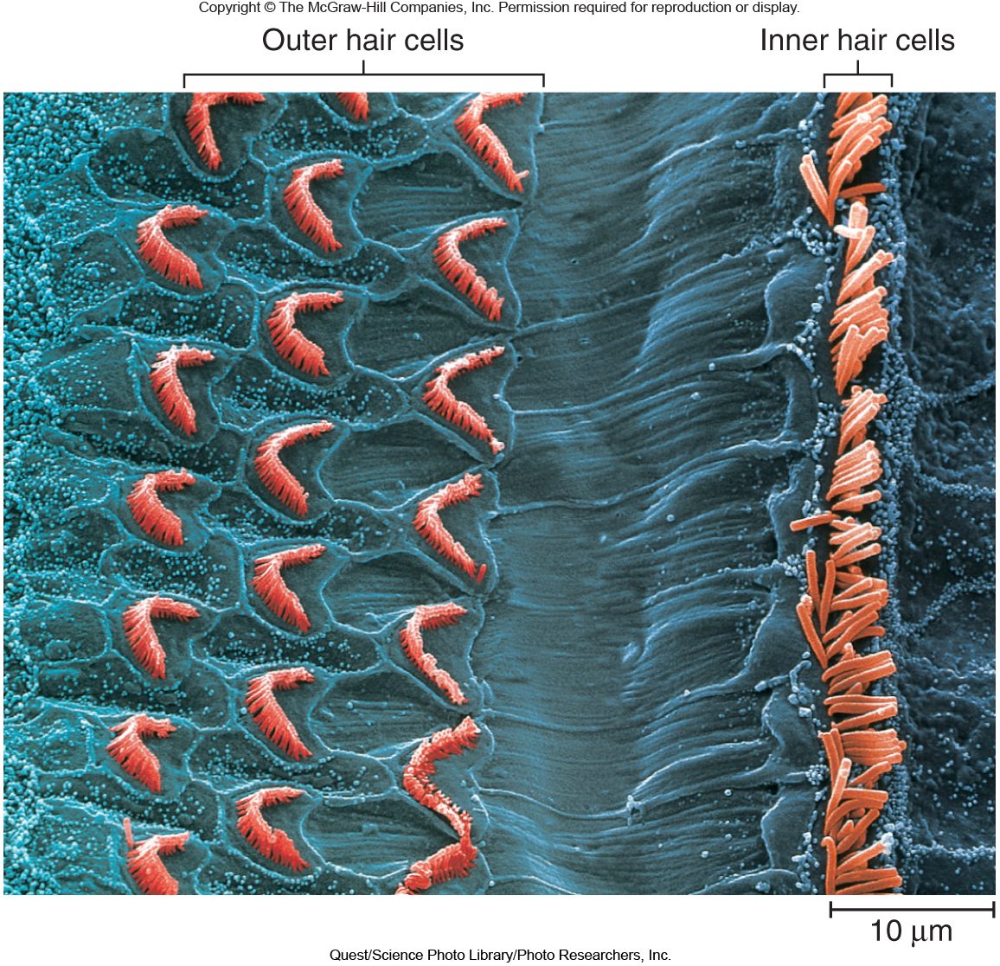 Copyright © The McGraw-Hill Companies, Inc. Permission required for reproduction or display.
Outer hair cells
Inner hair cells
10 μm
Quest/Science Photo Library/Photo Researchers, Inc.